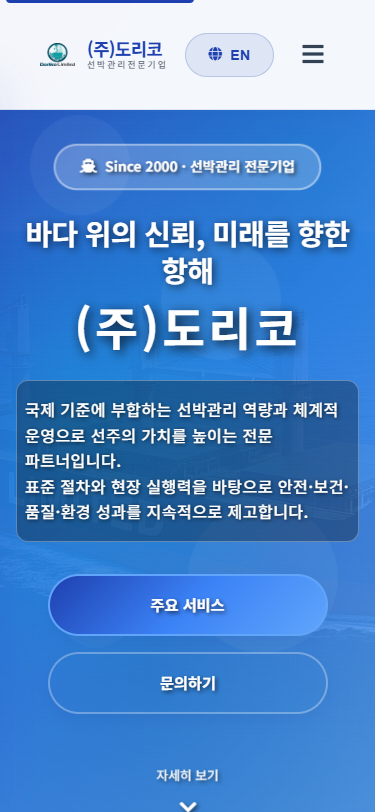 (주)도리코
선박관리전문기업
EN
Since 2000 · 선박관리 전문기업
바다 위의 신뢰, 미래를 향한
항해
(주)도리코
국제 기준에 부합하는 선박관리 역량과 체계적
운영으로 선주의 가치를 높이는 전문
파트너입니다.
표준 절차와 현장 실행력을 바탕으로 안전·보건·
품질·환경 성과를 지속적으로 제고합니다.
주요 서비스
문의하기
자세히 보기